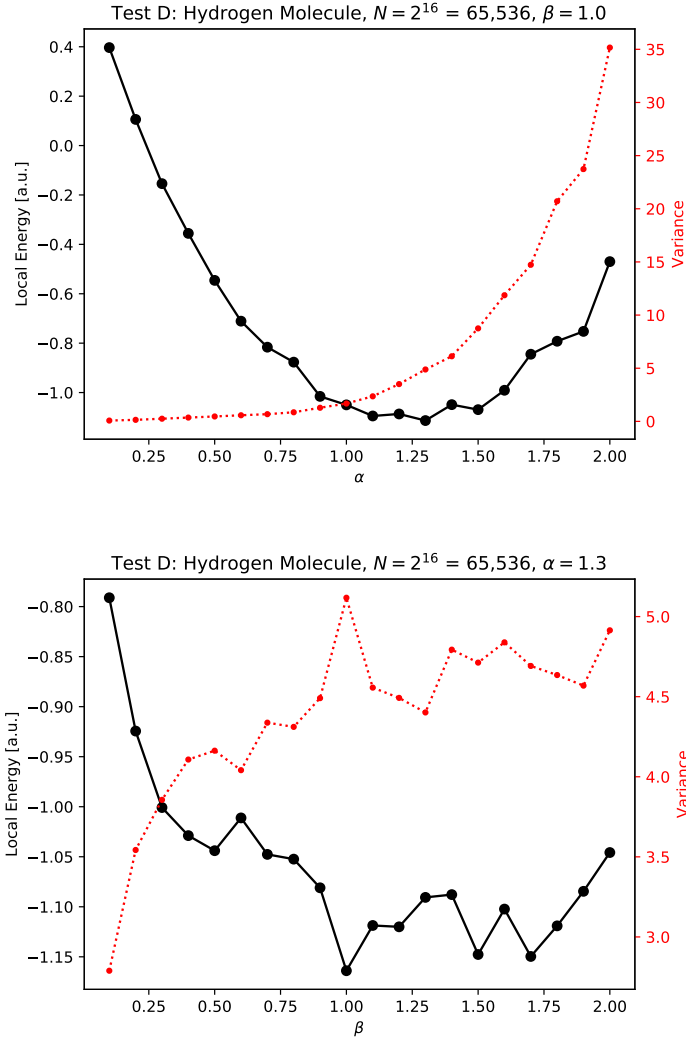 Test D: Hydrogen Molecule, N = 2¹⁶ = 65,536, β = 1.0
0.4
0.2
0.0
−0.2
−0.4
−0.6
−0.8
−1.0
Local Energy [a.u.]
35
30
25
20
15
10
5
0
Variance
0.25 0.50 0.75 1.00 1.25 1.50 1.75 2.00
α
Test D: Hydrogen Molecule, N = 2¹⁶ = 65,536, α = 1.3
−0.80
−0.85
−0.90
−0.95
−1.00
−1.05
−1.10
−1.15
Local Energy [a.u.]
5.0
4.5
4.0
3.5
3.0
Variance
0.25 0.50 0.75 1.00 1.25 1.50 1.75 2.00
β